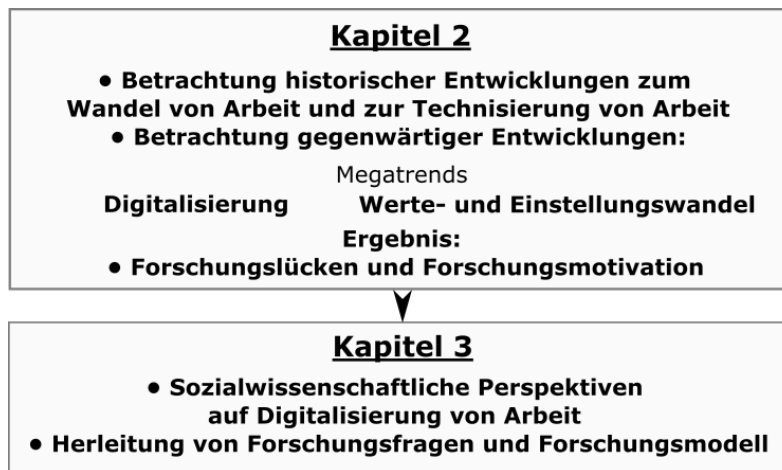 Kapitel 2
● Betrachtung historischer Entwicklungen zum
Wandel von Arbeit und zur Technisierung von Arbeit
● Betrachtung gegenwärtiger Entwicklungen:
Megatrends
Digitalisierung Werte- und Einstellungswandel
Ergebnis:
● Forschungslücken und Forschungsmotivation
Kapitel 3
● Sozialwissenschaftliche Perspektiven
auf Digitalisierung von Arbeit
● Herleitung von Forschungsfragen und Forschungsmodell